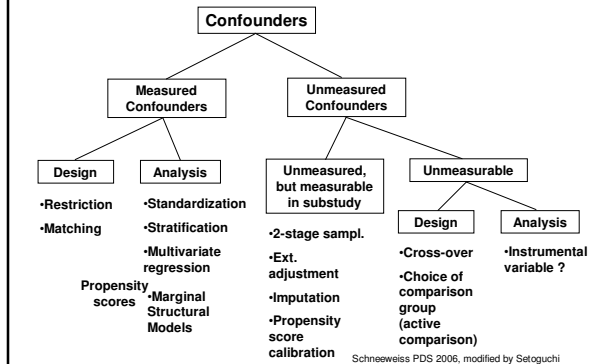 Confounders
Measured
Confounders
Unmeasured
Confounders
Design
Analysis
Unmeasured,
but measurable
in substudy
Unmeasurable
•Restriction
•Matching
•Standardization
•Stratification
•Multivariate
regression
Propensity
scores
•Marginal
Structural
Models
•2-stage sampl.
•Ext.
adjustment
•Imputation
•Propensity
score
calibration
Design
Analysis
•Cross-over
•Choice of
comparison
group
(active
comparison)
•Instrumental
variable ?
Schneeweiss PDS 2006, modified by Setoguchi